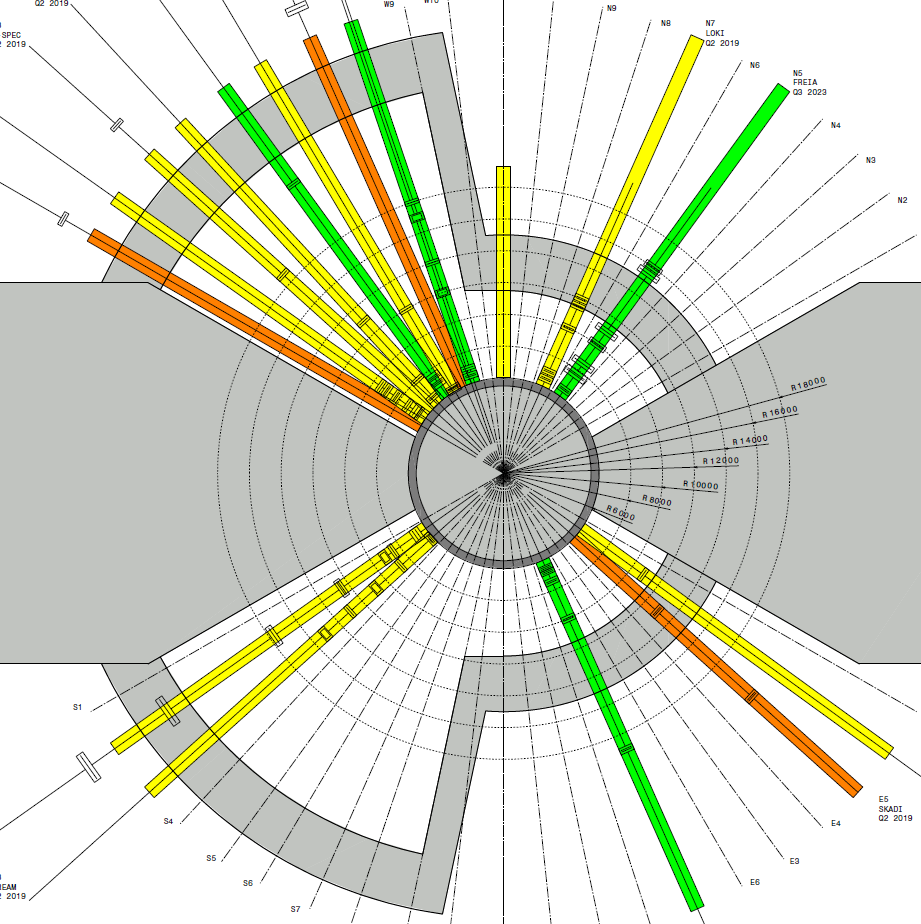 Q2 2019
W9
N9
N8
N7
LOKI
Q2 2019
N6
N5
FREIA
Q3 2023
N4
N3
N2
SPEC
2019
R18000
R16000
R14000
R12000
R10000
R8000
R6000
S1
S4
S5
S6
S7
2019
E5
SKADI
Q2 2019
E4
E3
E6